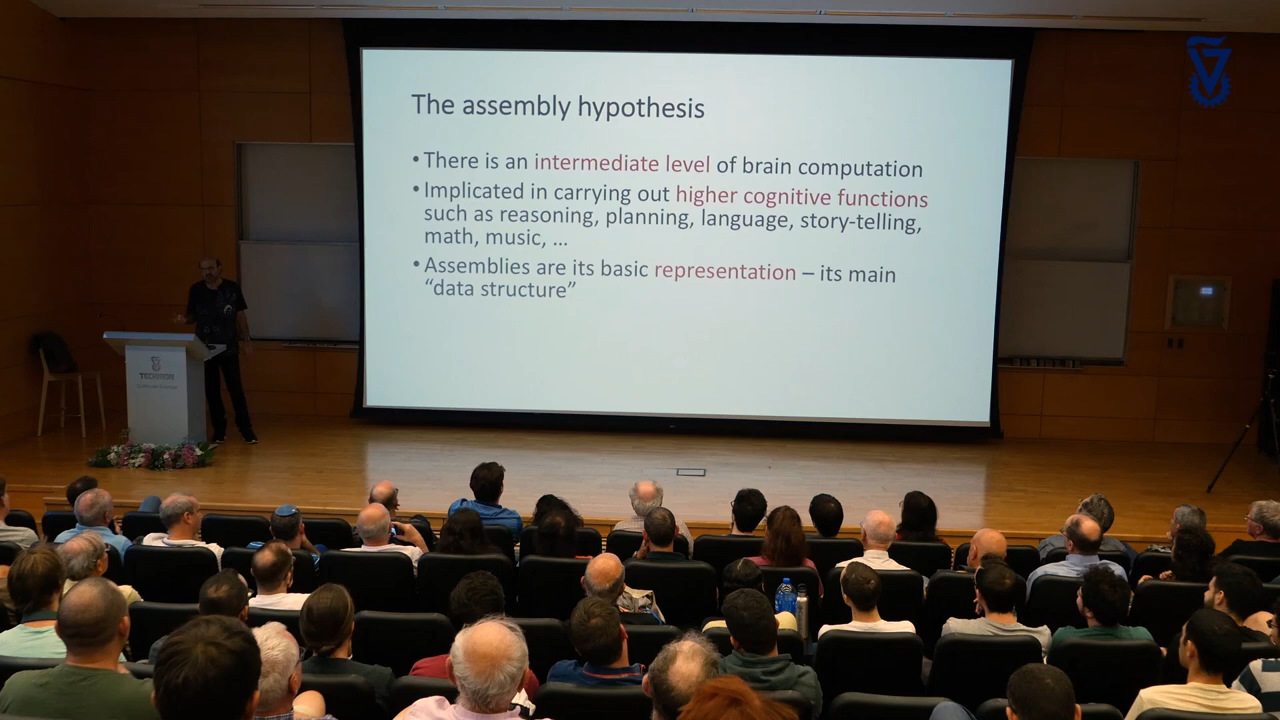 The assembly hypothesis
• There is an intermediate level of brain computation
• Implicated in carrying out higher cognitive functions
such as reasoning, planning, language, story-telling,
math, music, ...
• Assemblies are its basic representation – its main
“data structure”
TECHNION